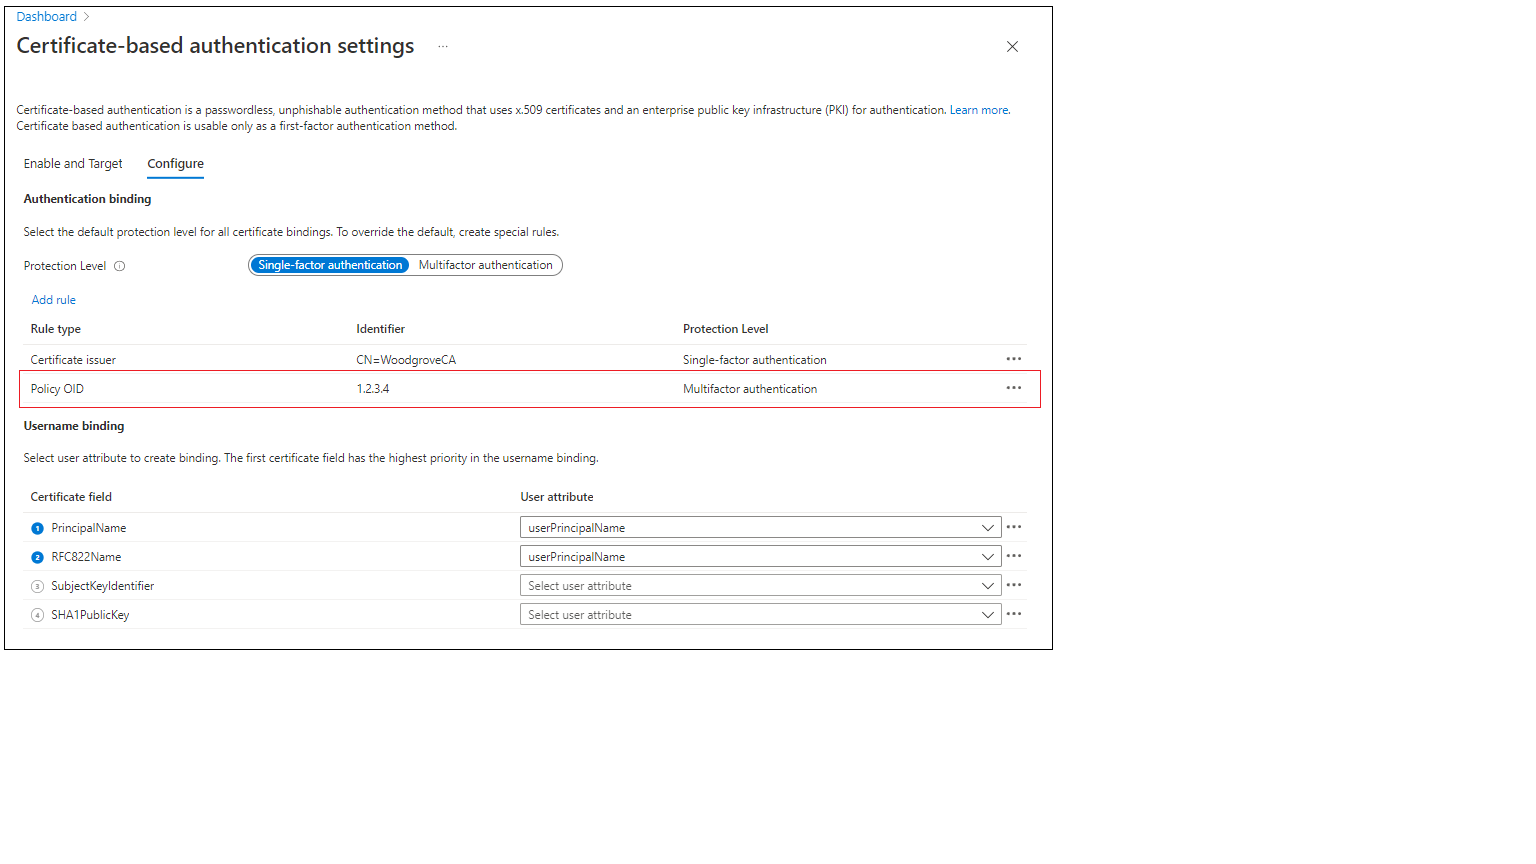 Dashboard >
Certificate-based authentication settings ...
Certificate-based authentication is a passwordless, unphishable authentication method that uses x.509 certificates and an enterprise public key infrastructure (PKI) for authentication. Learn more.
Certificate based authentication is usable only as a first-factor authentication method.
Enable and Target Configure
Authentication binding
Select the default protection level for all certificate bindings. To override the default, create special rules.
Protection Level Single-factor authentication Multifactor authentication
Add rule
Rule type Identifier Protection Level
Certificate issuer CN=WoodgroveCA Single-factor authentication
Policy OID 1.2.3.4 Multifactor authentication
Username binding
Select user attribute to create binding. The first certificate field has the highest priority in the username binding.
Certificate field User attribute
1 PrincipalName userPrincipalName
2 RFC822Name userPrincipalName
3 SubjectKeyIdentifier Select user attribute
4 SHA1PublicKey Select user attribute